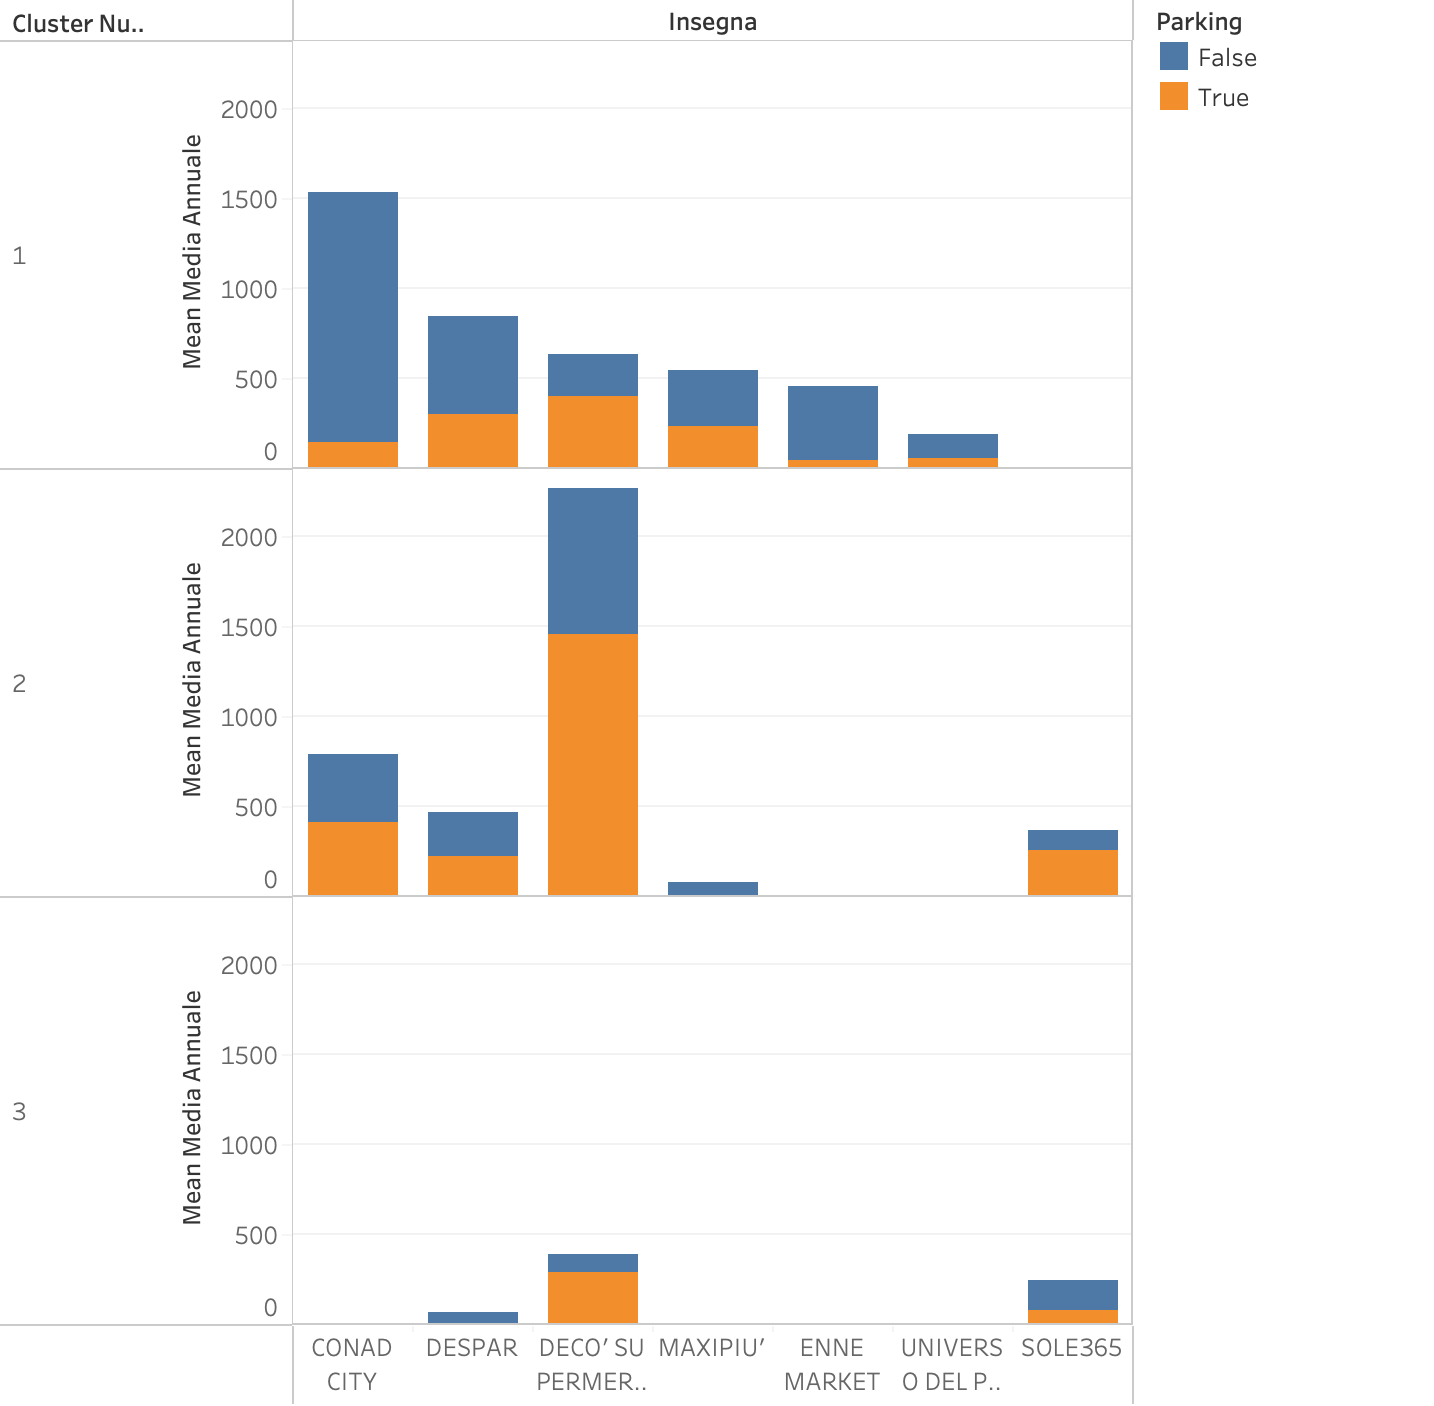 Cluster Nu..
Insegna
Parking
False
True
1
Mean Media Annuale
2000
1500
1000
500
0
2
Mean Media Annuale
2000
1500
1000
500
0
3
Mean Media Annuale
2000
1500
1000
500
0
CONAD
CITY
DESPAR
DECO' SU
PERMER..
MAXIPIU'
ENNE
MARKET
UNIVERS
O DEL P..
SOLE365